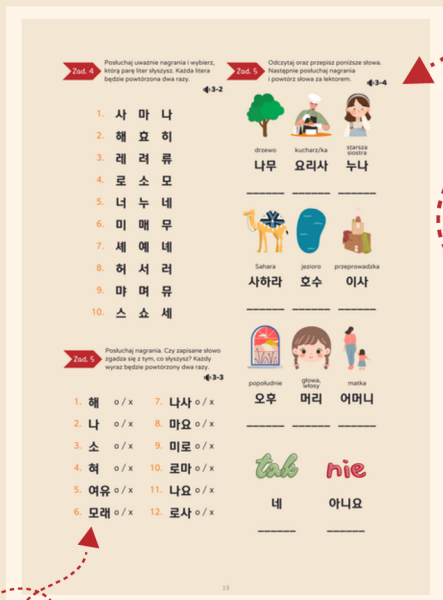 Zad. 4
Posłuchaj uważnie nagrania i wybierz,
którą parę liter słyszysz. Każda litera
będzie powtórzona dwa razy.
3-2
1. 사 마 나
2. 해 효 히
3. 레 려 류
4. 로 소 모
5. 너 누 네
6. 미 매 무
7. 세 예 네
8. 허 서 러
9. 먀 며 뮤
10. 스 쇼 세
Zad. 5
Posłuchaj nagrania. Czy zapisane słowo
zgadza się z tym, co słyszysz? Każdy
wyraz będzie powtórzony dwa razy.
3-3
1. 해 o / x
2. 나 o / x
3. 소 o / x
4. 혀 o / x
5. 여유 o / x
6. 모래 o / x
7. 나사 o / x
8. 마요 o / x
9. 미로 o / x
10. 로마 o / x
11. 나요 o / x
12. 로사 o / x
Zad. 5
Odczytaj oraz przepisz poniższe słowa.
Następnie posłuchaj nagrania
i powtórz słowa za lektorem.
3-4
drzewo kucharz/ka starsza siostra
나무 요리사 누나
Sahara jezioro przeprowadzka
사하라 호수 이사
popołudnie głowa, włosy matka
오후 머리 어머니
tak nie
네 아니요
13